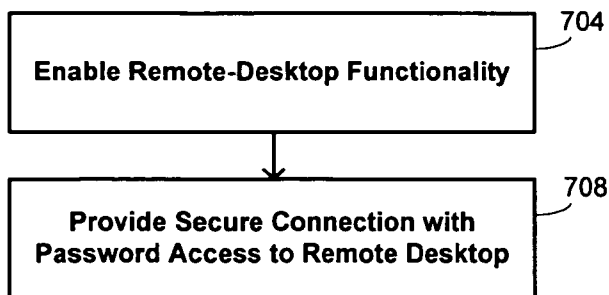 704
Enable Remote-Desktop Functionality
708
Provide Secure Connection with
Password Access to Remote Desktop